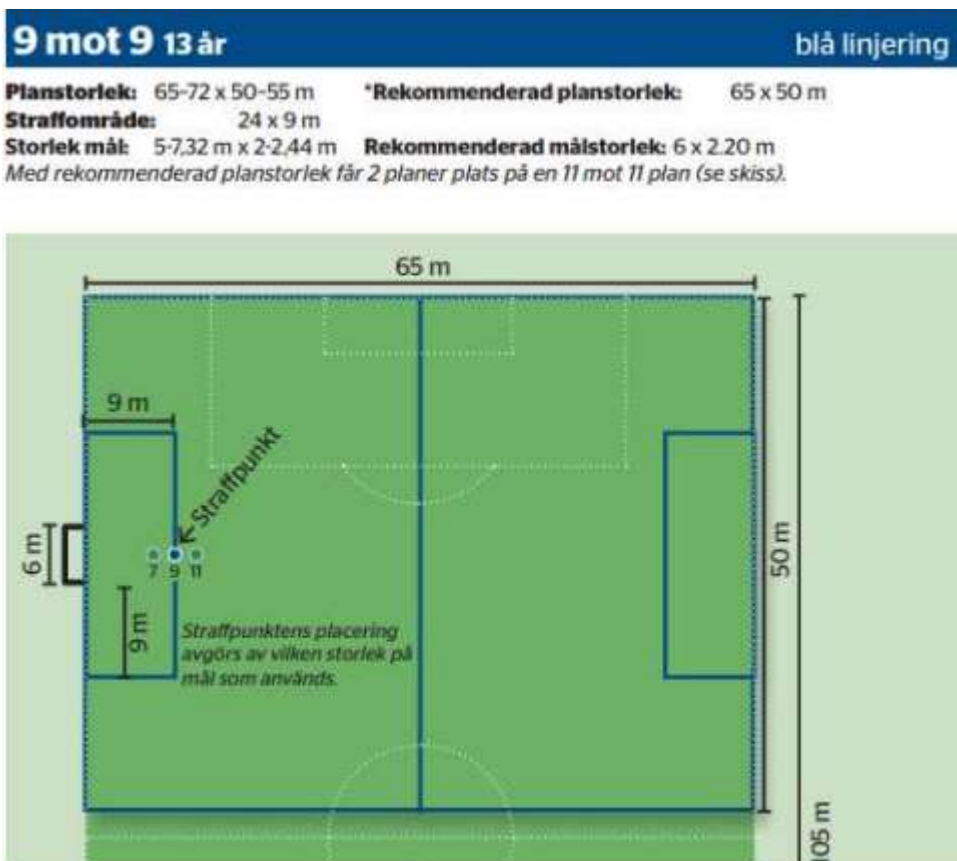 9 mot 9 13 år
blå linjering
Planstorlek: 65-72 x 50-55 m *Rekommenderad planstorlek: 65 x 50 m
Straffområde: 24 x 9 m
Storlek mål: 5-7,32 m x 2-2,44 m Rekommenderad målstorlek: 6 x 2.20 m
Med rekommenderad planstorlek får 2 planer plats på en 11 mot 11 plan (se skiss).
65 m
9 m
Straffpunkt
6 m
7 9 11
50 m
9 m
Straffpunktens placering
avgörs av vilken storlek på
mål som används.
105 m